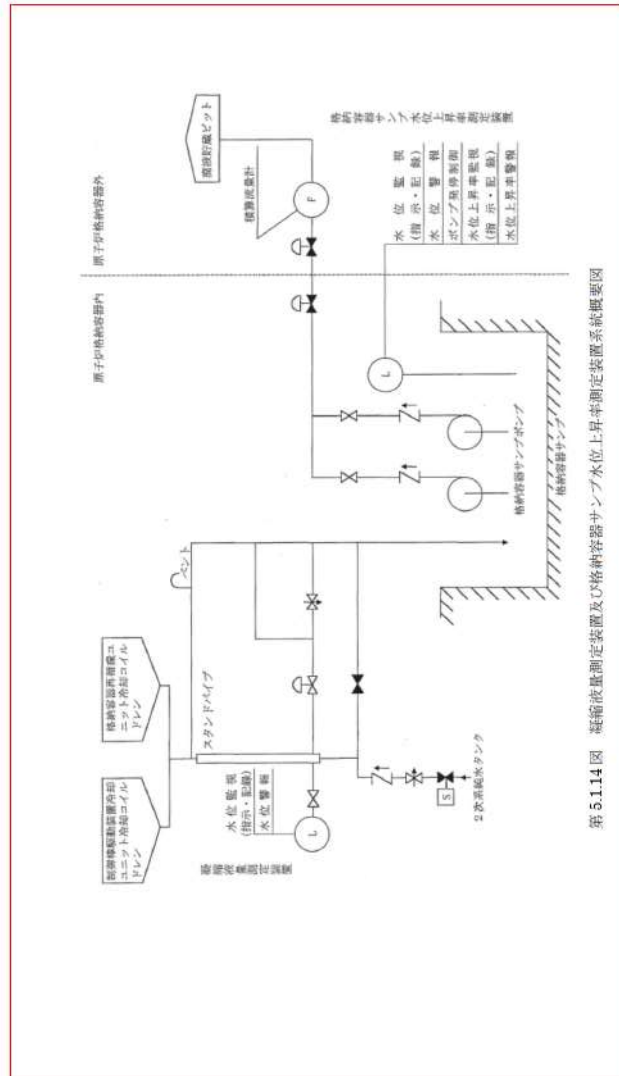 制御棒駆動装置冷却
ユニット冷却コイル
ドレン
格納容器再循環ユ
ニット冷却コイル
ドレン
ベント
スタンドパイプ
凝縮液量測定装置
水位監視
(指示・記録)
水位警報
L
S
2次系純水タンク
原子炉格納容器内
原子炉格納容器外
積算流量計
F
廃液貯蔵ピット
L
水位監視
(指示・記録)
水位警報
ポンプ発停制御
水位上昇率監視
(指示・記録)
水位上昇率警報
格納容器サンプ水位上昇率測定装置
格納容器サンプポンプ
格納容器サンプ
第 5.1.14 図 凝縮液量測定装置及び格納容器サンプ水位上昇率測定装置系統概要図